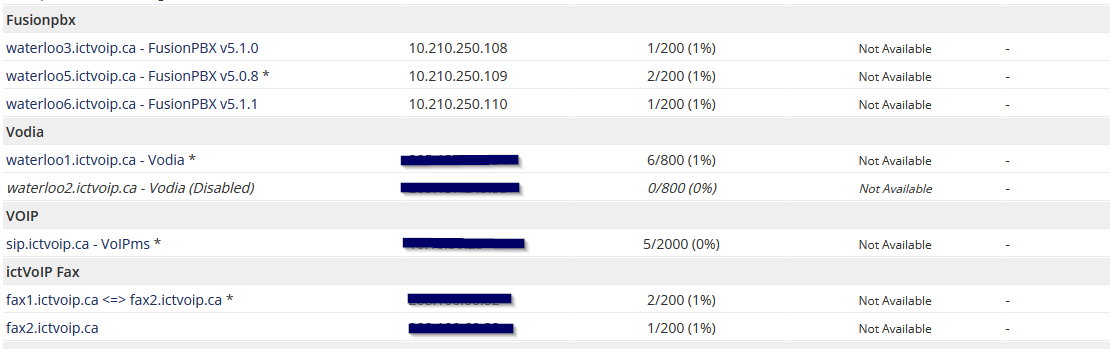 Fusionpbx
waterloo3.ictvoip.ca - FusionPBX v5.1.0 10.210.250.108 1/200 (1%) Not Available -
waterloo5.ictvoip.ca - FusionPBX v5.0.8 * 10.210.250.109 2/200 (1%) Not Available -
waterloo6.ictvoip.ca - FusionPBX v5.1.1 10.210.250.110 1/200 (1%) Not Available -
Vodia
waterloo1.ictvoip.ca - Vodia * 6/800 (1%) Not Available -
waterloo2.ictvoip.ca - Vodia (Disabled) 0/800 (0%) Not Available -
VOIP
sip.ictvoip.ca - VoIPms * 5/2000 (0%) Not Available -
ictVoIP Fax
fax1.ictvoip.ca <=> fax2.ictvoip.ca * 2/200 (1%) Not Available -
fax2.ictvoip.ca 1/200 (1%) Not Available -